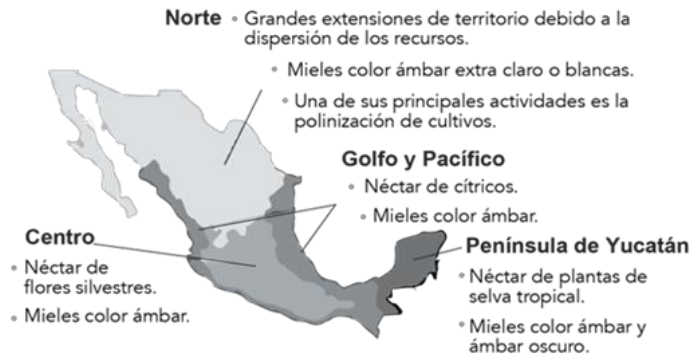 Norte
◦ Grandes extensiones de territorio debido a la
dispersión de los recursos.
◦ Mieles color ámbar extra claro o blancas.
◦ Una de sus principales actividades es la
polinización de cultivos.
Golfo y Pacífico
◦ Néctar de cítricos.
◦ Mieles color ámbar.
Centro
◦ Néctar de
flores silvestres.
◦ Mieles color ámbar.
Península de Yucatán
◦ Néctar de plantas de
selva tropical.
◦ Mieles color ámbar y
ámbar oscuro.